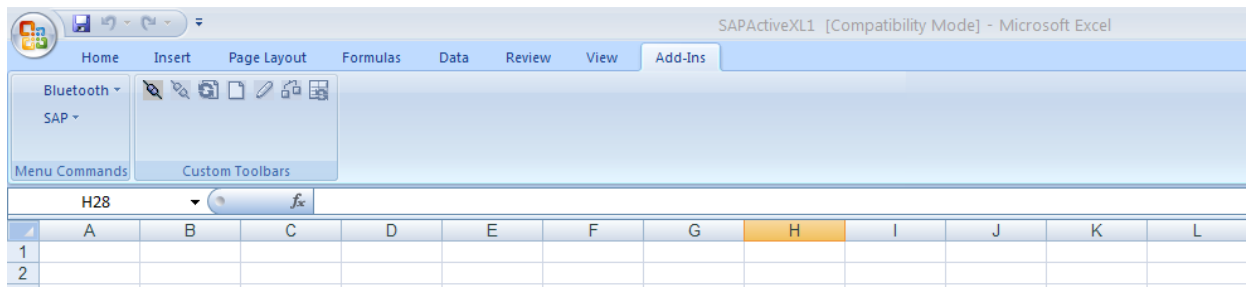 SAPActiveXL1 [Compatibility Mode] - Microsoft Excel
Home Insert Page Layout Formulas Data Review View Add-Ins
Bluetooth
SAP
Menu Commands Custom Toolbars
H28 fx
A B C D E F G H I J K L
1
2